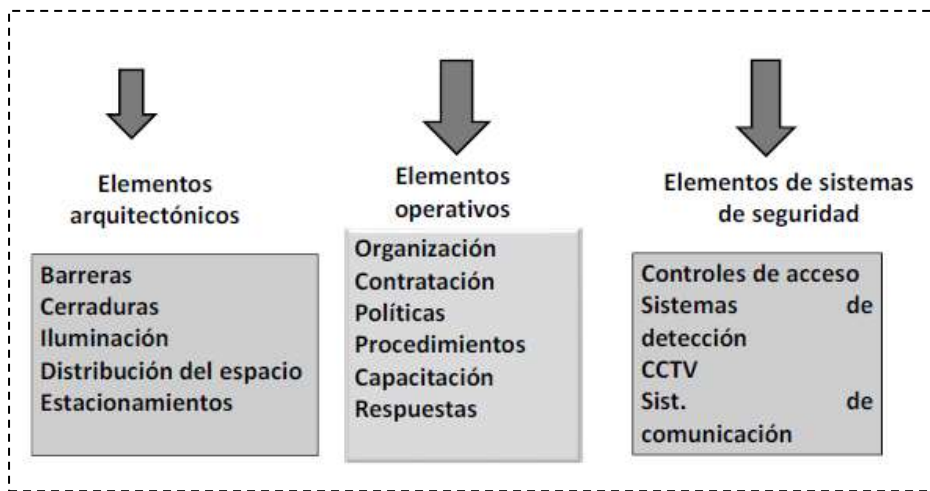 Elementos
arquitectónicos
Barreras
Cerraduras
Iluminación
Distribución del espacio
Estacionamientos
Elementos
operativos
Organización
Contratación
Políticas
Procedimientos
Capacitación
Respuestas
Elementos de sistemas
de seguridad
Controles de acceso
Sistemas de
detección
CCTV
Sist. de
comunicación